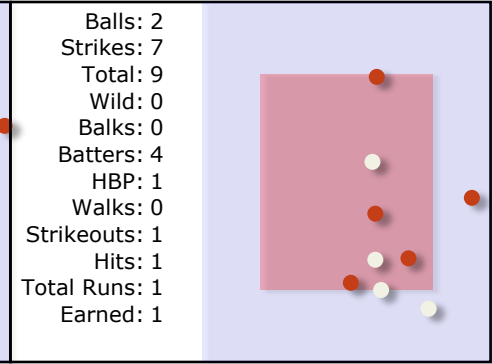 Balls: 2
Strikes: 7
Total: 9
Wild: 0
Balks: 0
Batters: 4
HBP: 1
Walks: 0
Strikeouts: 1
Hits: 1
Total Runs: 1
Earned: 1